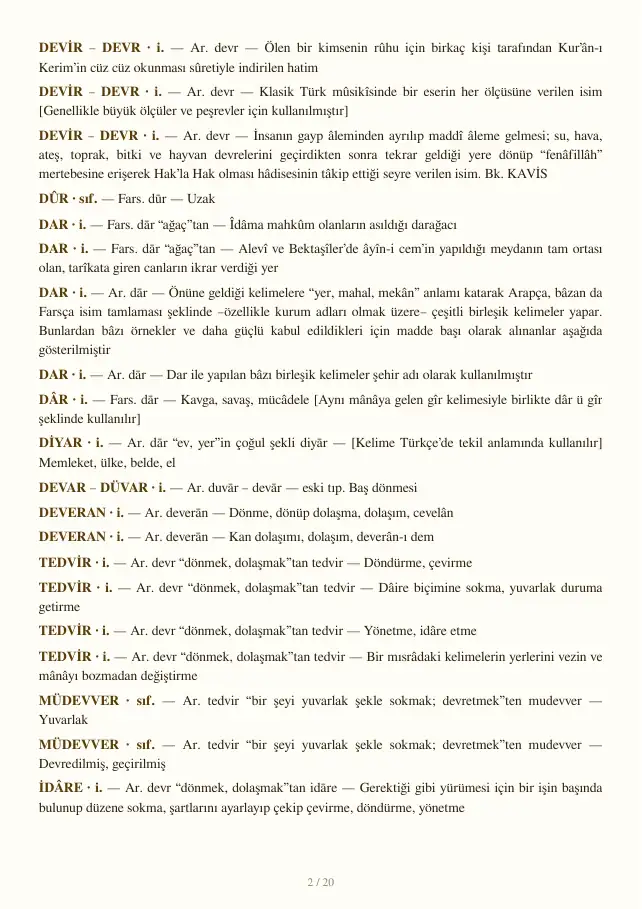 DEVİR – DEVR · i. — Ar. devr — Ölen bir kimsenin rûhu için birkaç kişi tarafından Kur’ân-ı
Kerim’in cüz cüz okunması sûretiyle indirilen hatim
DEVİR – DEVR · i. — Ar. devr — Klasik Türk mûsikîsinde bir eserin her ölçüsüne verilen isim
[Genellikle büyük ölçüler ve peşrevler için kullanılmıştır]
DEVİR – DEVR · i. — Ar. devr — İnsanın gayp âleminden ayrılıp maddî âleme gelmesi; su, hava,
ateş, toprak, bitki ve hayvan devrelerini geçirdikten sonra tekrar geldiği yere dönüp “fenâfillâh”
mertebesine erişerek Hak’la Hak olması hâdisesinin tâkip ettiği seyre verilen isim. Bk. KAVİS
DÛR · sıf. — Fars. dūr — Uzak
DAR · i. — Fars. dār “ağaç”tan — Îdâma mahkûm olanların asıldığı darağacı
DAR · i. — Fars. dār “ağaç”tan — Alevî ve Bektaşîler’de âyîn-i cem’in yapıldığı meydanın tam ortası
olan, tarîkata giren canların ikrar verdiği yer
DAR · i. — Ar. dār — Önüne geldiği kelimelere “yer, mahal, mekân” anlamı katarak Arapça, bâzan da
Farsça isim tamlaması şeklinde –özellikle kurum adları olmak üzere– çeşitli birleşik kelimeler yapar.
Bunlardan bâzı örnekler ve daha güçlü kabul edildikleri için madde başı olarak alınanlar aşağıda
gösterilmiştir
DAR · i. — Ar. dār — Dar ile yapılan bâzı birleşik kelimeler şehir adı olarak kullanılmıştır
DÂR · i. — Fars. dār — Kavga, savaş, mücâdele [Aynı mânâya gelen gîr kelimesiyle birlikte dâr ü gîr
şeklinde kullanılır]
DİYAR · i. — Ar. dār “ev, yer”in çoğul şekli diyār — [Kelime Türkçe’de tekil anlamında kullanılır]
Memleket, ülke, belde, el
DEVAR – DÜVAR · i. — Ar. duvār – devār — eski tıp. Baş dönmesi
DEVERAN · i. — Ar. deverān — Dönme, dönüp dolaşma, dolaşım, cevelân
DEVERAN · i. — Ar. deverān — Kan dolaşımı, dolaşım, deverân-ı dem
TEDVİR · i. — Ar. devr “dönmek, dolaşmak”tan tedvir — Döndürme, çevirme
TEDVİR · i. — Ar. devr “dönmek, dolaşmak”tan tedvir — Dâire biçimine sokma, yuvarlak duruma
getirme
TEDVİR · i. — Ar. devr “dönmek, dolaşmak”tan tedvir — Yönetme, idâre etme
TEDVİR · i. — Ar. devr “dönmek, dolaşmak”tan tedvir — Bir mısrâdaki kelimelerin yerlerini vezin ve
mânâyı bozmadan değiştirme
MÜDEVVER · sıf. — Ar. tedvir “bir şeyi yuvarlak şekle sokmak; devretmek”ten mudevver —
Yuvarlak
MÜDEVVER · sıf. — Ar. tedvir “bir şeyi yuvarlak şekle sokmak; devretmek”ten mudevver —
Devredilmiş, geçirilmiş
İDÂRE · i. — Ar. devr “dönmek, dolaşmak”tan idāre — Gerektiği gibi yürümesi için bir işin başında
bulunup düzene sokma, şartlarını ayarlayıp çekip çevirme, döndürme, yönetme
2 / 20